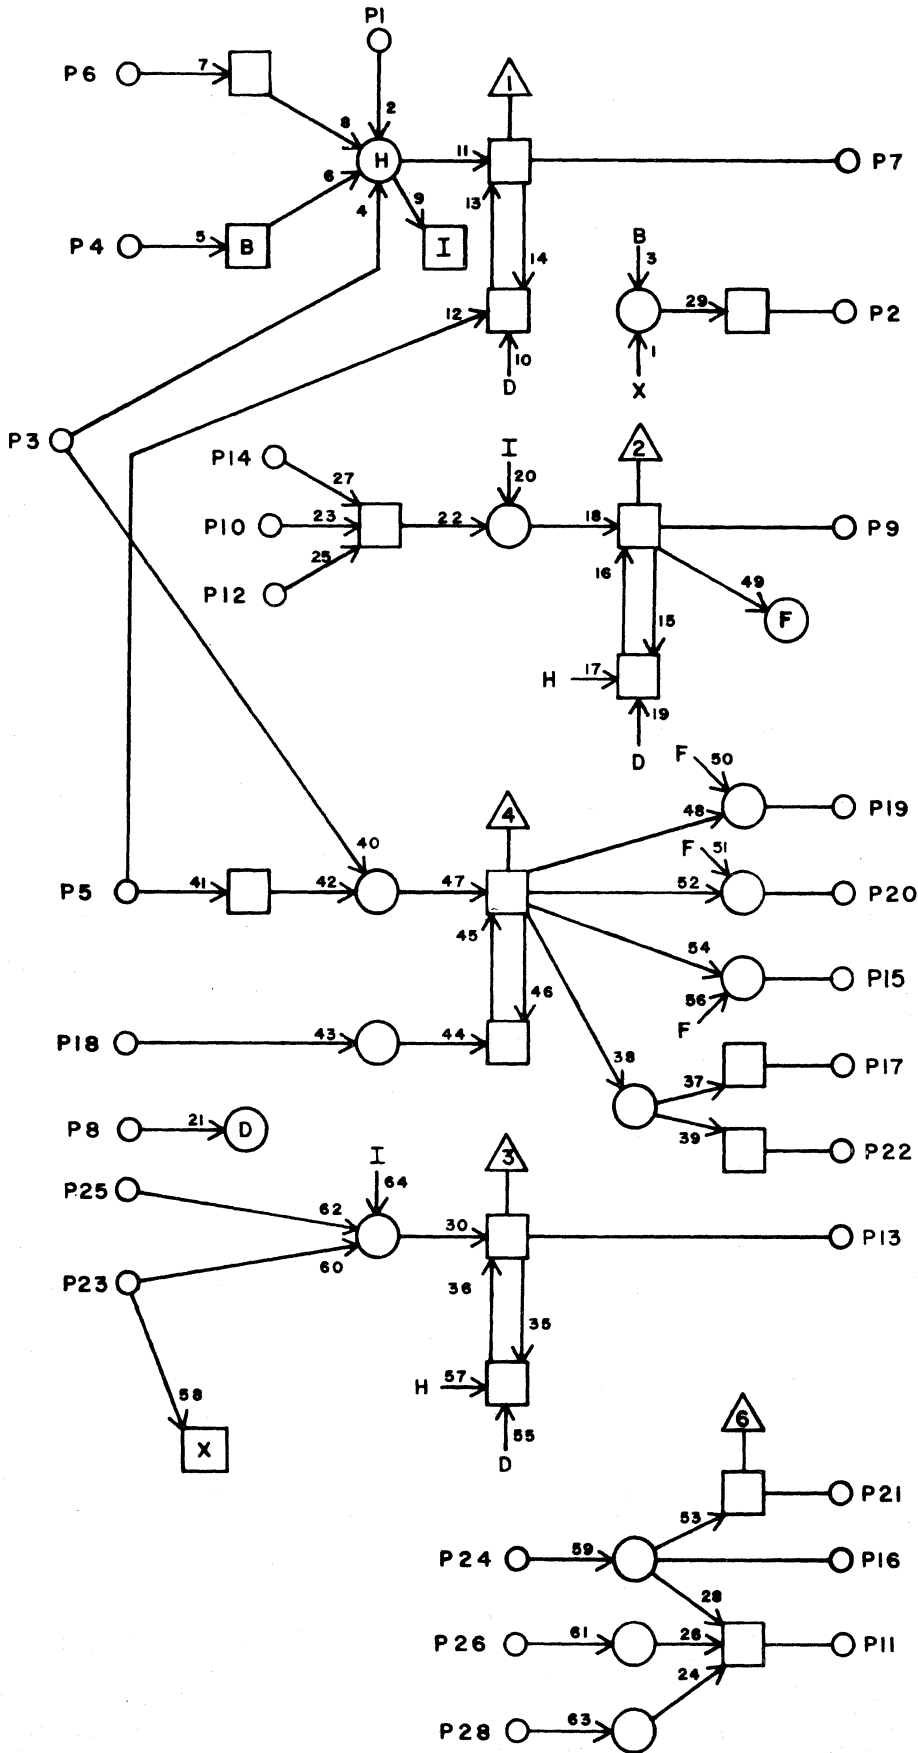 P1
P6 7 1
8 2
H 11 P7
6 4 9 13
P4 5 B I B
14 3
12 29 P2
10 1
D X
P3
P14 I 2
27 20
P10 23 22 18 P9
25 16 49
P12 15 F
H 17
19
D F 50
4 48 P19
40 F 51
P5 41 42 47 52 P20
45 54
46 56 P15
P18 43 44 F
38 37 P17
P8 21 D 39
I 3 P22
P25 64
62 30 P13
60 36
P23 35
58 H 57
X 55 6
D
53 P21
P24 59 P16
28
P26 61 26 P11
24
P28 63